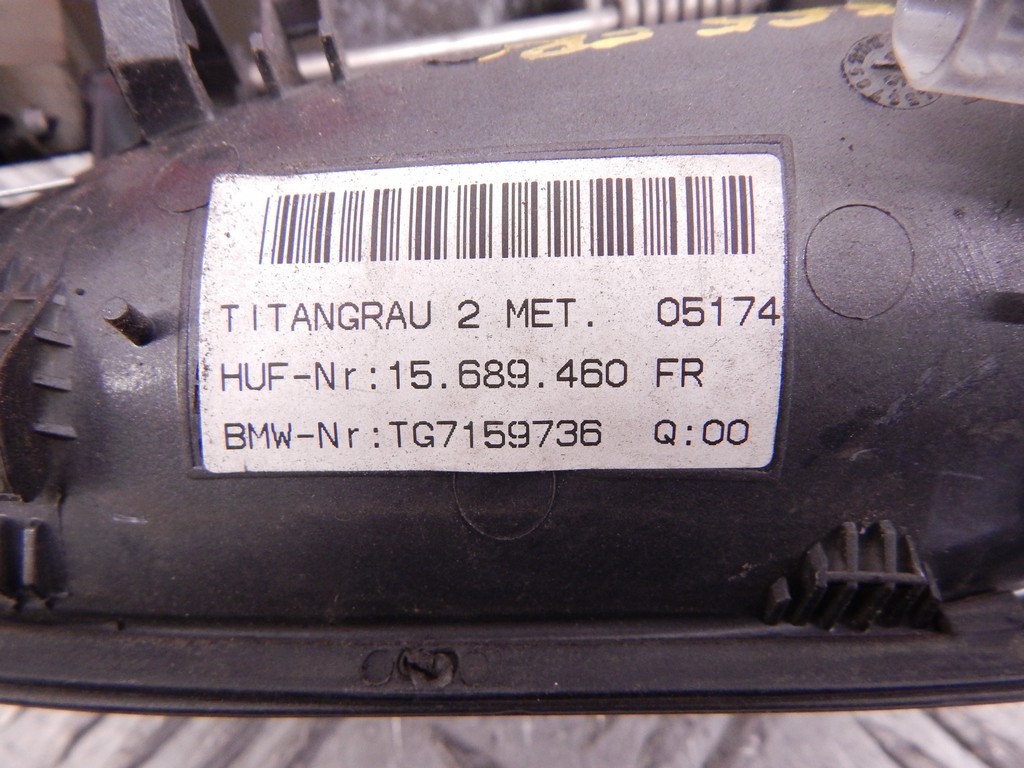 TITANGRAU 2 MET. 05174
HUF-Nr:15.689.460 FR
BMW-Nr:TG7159736 Q:00